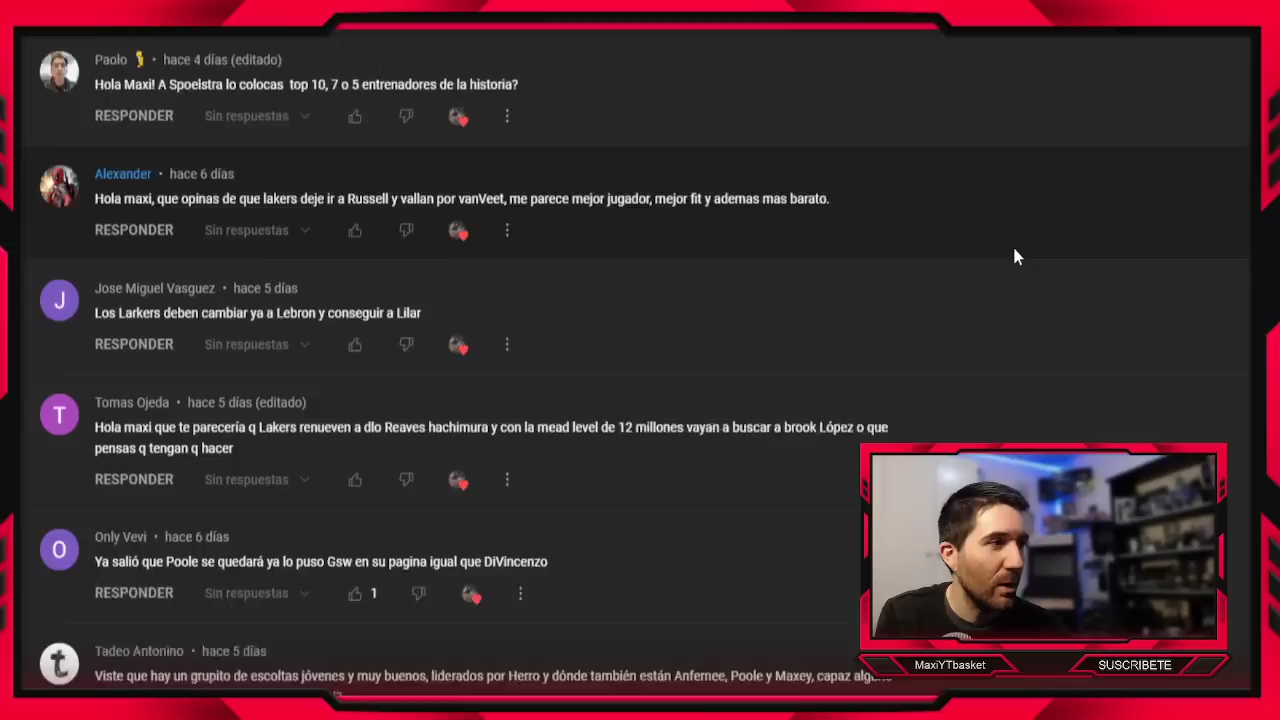 Paolo • hace 4 días (editado)
Hola Maxi! A Spoelstra lo colocas top 10, 7 o 5 entrenadores de la historia?
RESPONDER Sin respuestas
Alexander • hace 6 días
Hola maxi, que opinas de que lakers deje ir a Russell y vallan por vanVeet, me parece mejor jugador, mejor fit y ademas mas barato.
RESPONDER Sin respuestas
J
Jose Miguel Vasguez • hace 5 días
Los Larkers deben cambiar ya a Lebron y conseguir a Lilar
RESPONDER Sin respuestas
T
Tomas Ojeda • hace 5 días (editado)
Hola maxi que te parecería q Lakers renueven a dlo Reaves hachimura y con la mead level de 12 millones vayan a buscar a brook López o que
pensas q tengan q hacer
RESPONDER Sin respuestas
O
Only Vevi • hace 6 días
Ya salió que Poole se quedará ya lo puso Gsw en su pagina igual que DiVincenzo
RESPONDER Sin respuestas 1
t
Tadeo Antonino • hace 5 días
Viste que hay un grupito de escoltas jóvenes y muy buenos, liderados por Herro y dónde también están Anfernee, Poole y Maxey, capaz
MaxiYTbasket
SUSCRIBETE